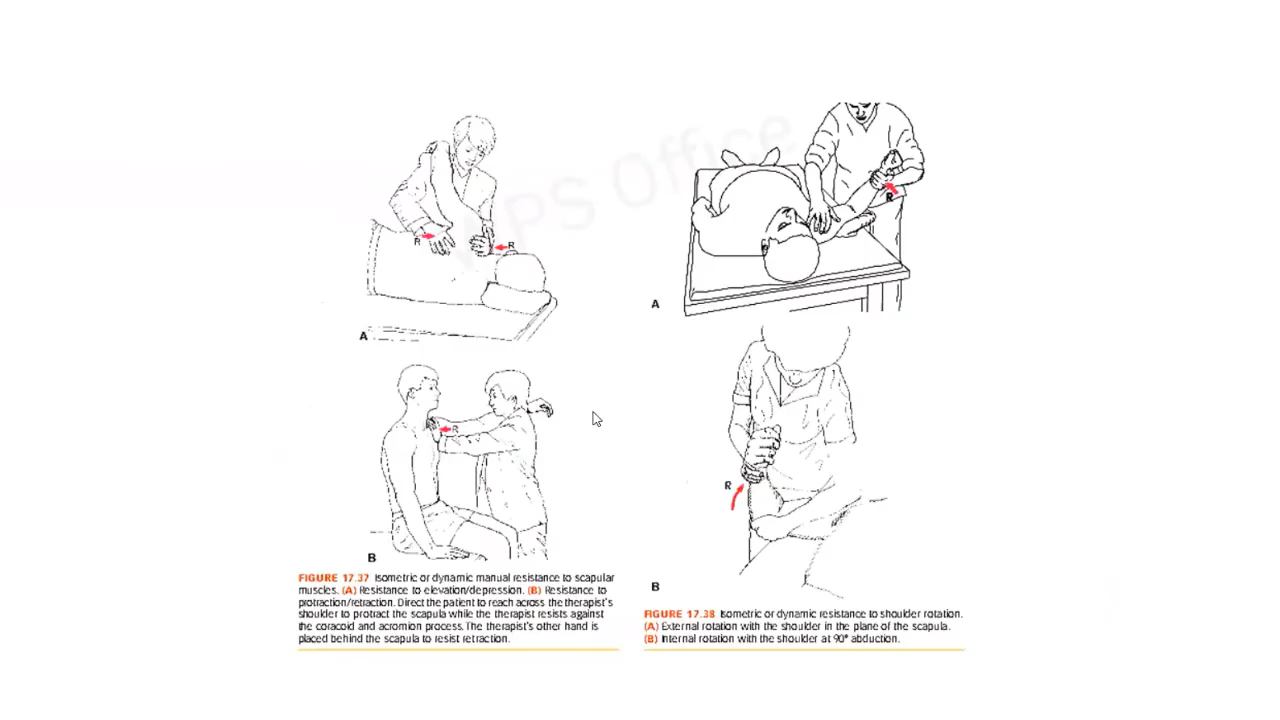 WPS Office
R
R
A
R
B
FIGURE 17.37 Isometric or dynamic manual resistance to scapular
muscles. (A) Resistance to elevation/depression. (B) Resistance to
protraction/retraction. Direct the patient to reach across the therapist's
shoulder to protract the scapula while the therapist resists against
the coracoid and acromion process. The therapist's other hand is
placed behind the scapula to resist retraction.
R
A
R
B
FIGURE 17.38 Isometric or dynamic resistance to shoulder rotation.
(A) External rotation with the shoulder in the plane of the scapula.
(B) Internal rotation with the shoulder at 90° abduction.